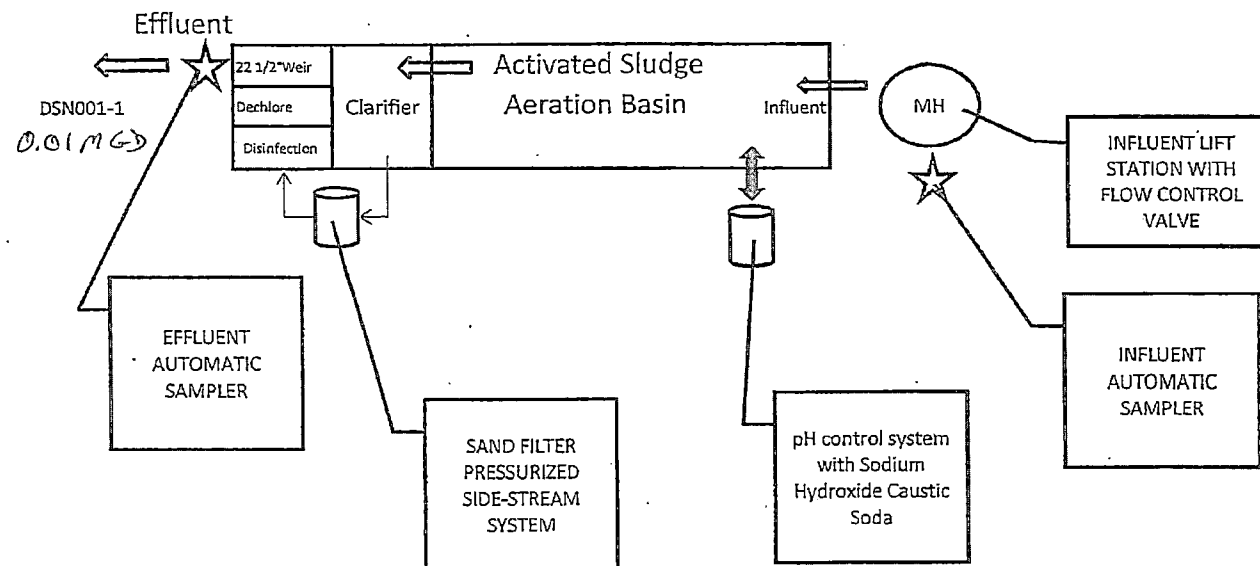 Effluent
DSN001-1
0.01 MGD
22 1/2"Weir
Dechlore
Disinfection
Clarifier
Activated Sludge
Aeration Basin
Influent
MH
INFLUENT LIFT
STATION WITH
FLOW CONTROL
VALVE
EFFLUENT
AUTOMATIC
SAMPLER
SAND FILTER
PRESSURIZED
SIDE-STREAM
SYSTEM
pH control system
with Sodium
Hydroxide Caustic
Soda
INFLUENT
AUTOMATIC
SAMPLER